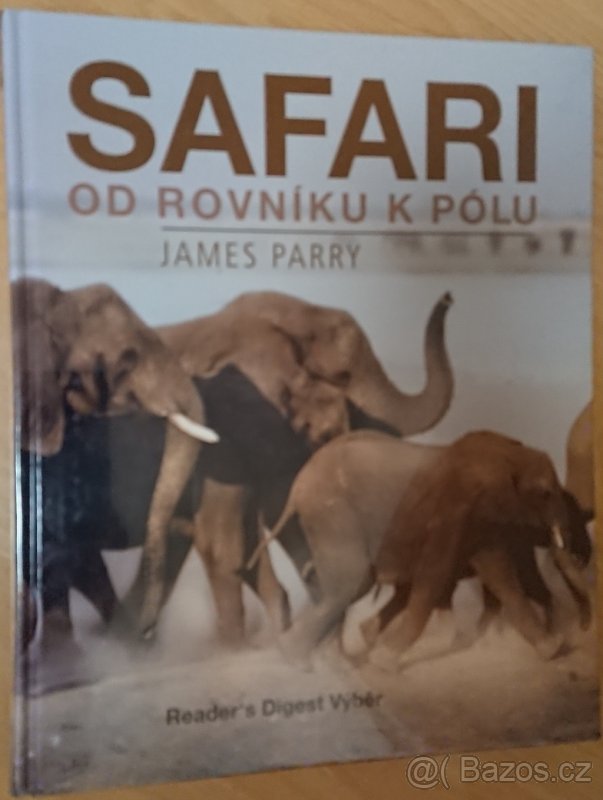 SAFARI
OD ROVNÍKU K PÓLU
JAMES PARRY
Reader's Digest Výběr
@( Bazos.cz